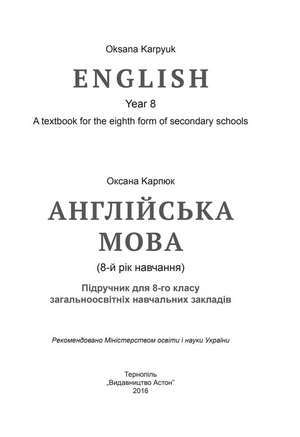 Oksana Karpyuk
ENGLISH
Year 8
A textbook for the eighth form of secondary schools
Оксана Карпюк
АНГЛІЙСЬКА
МОВА
(8-й рік навчання)
Підручник для 8-го класу
загальноосвітніх навчальних закладів
Рекомендовано Міністерством освіти і науки України
Тернопіль
„Видавництво Астон”
2016